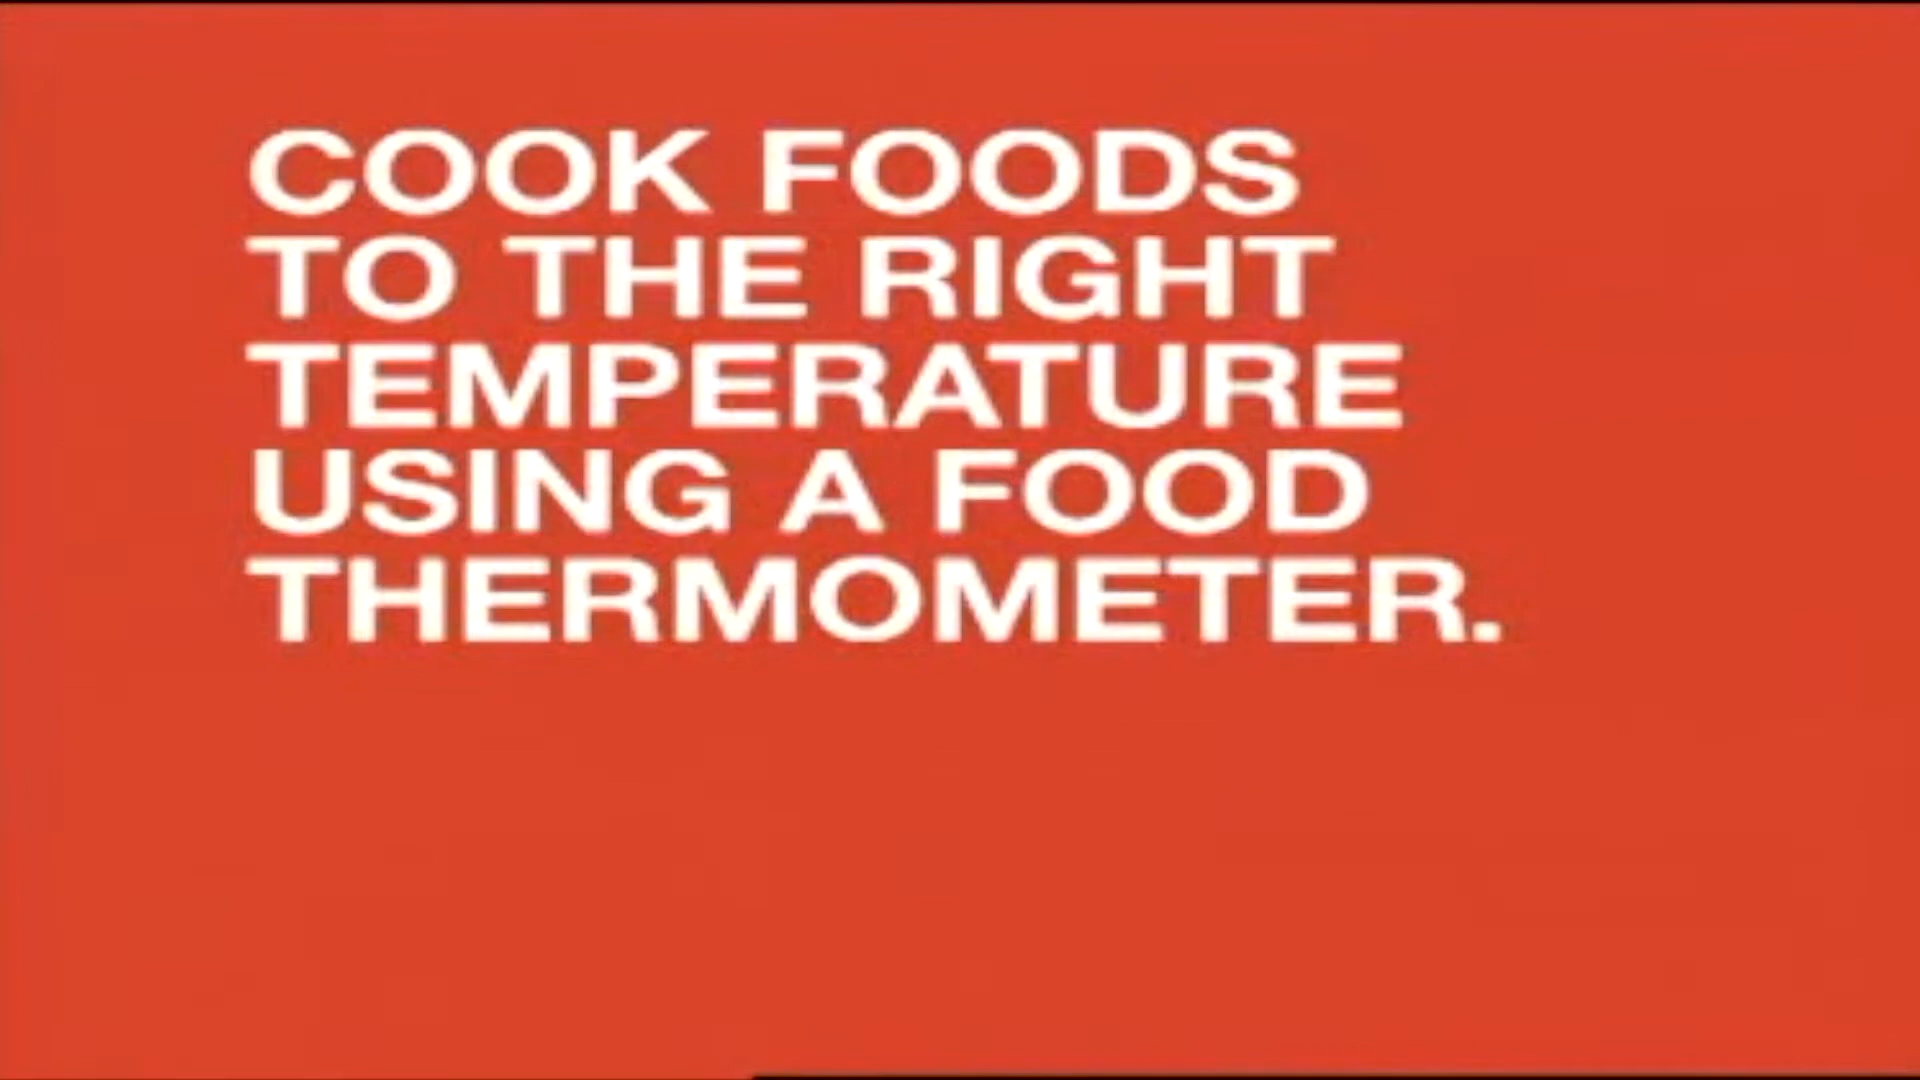 COOK FOODS
TO THE RIGHT
TEMPERATURE
USING A FOOD
THERMOMETER.